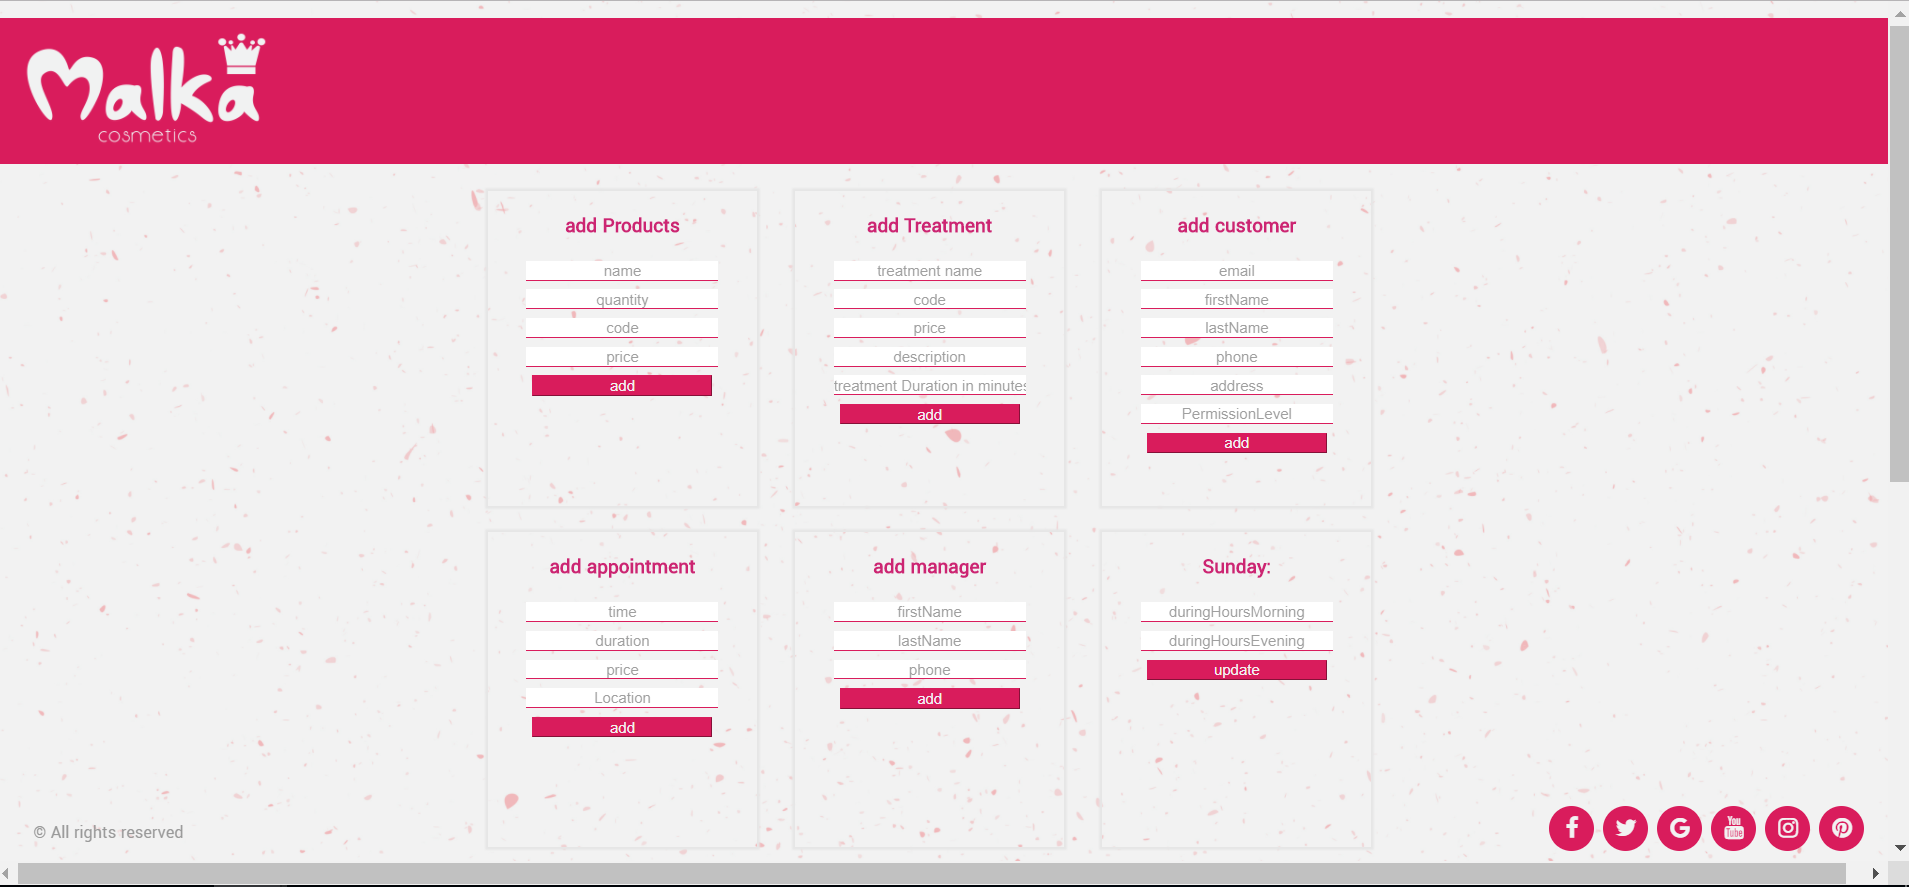 Malka
cosmetics
add Products
name
quantity
code
price
add
add Treatment
treatment name
code
price
description
treatment Duration in minutes
add
add customer
email
firstName
lastName
phone
address
PermissionLevel
add
add appointment
time
duration
price
Location
add
add manager
firstName
lastName
phone
add
Sunday:
duringHoursMorning
duringHoursEvening
update
© All rights reserved
You
Tube